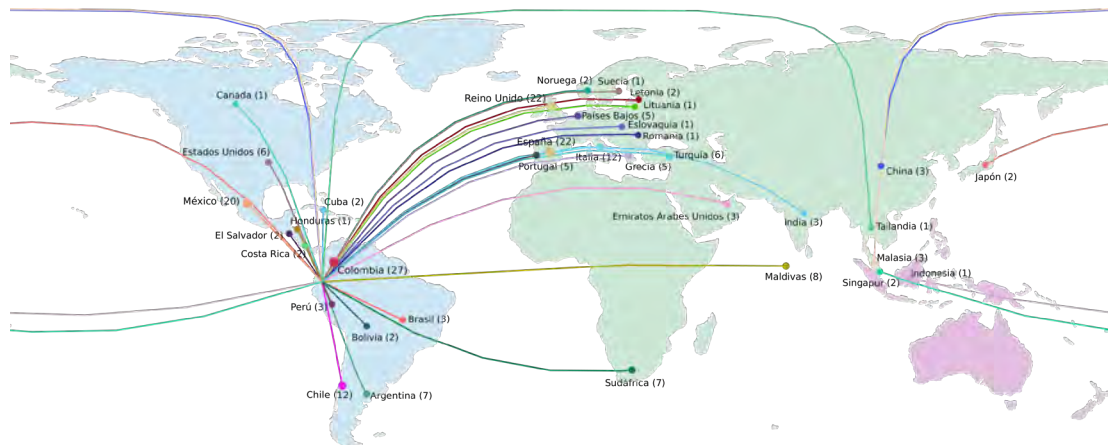 Noruega (2)
Suecia (1)
Canada (1)
Reino Unido (22)
Letonia (2)
Lituania (1)
Países Bajos (5)
Eslovaquia (1)
Romania (1)
España (22)
Estados Unidos (6)
Portugal (5)
Italia (12)
Turquía (6)
Grecia (5)
China (3)
Japón (2)
México (20)
Cuba (2)
Honduras (1)
Emiratos Árabes Unidos (3)
India (3)
Tailandia (1)
El Salvador (2)
Costa Rica (2)
Colombia (27)
Malasia (3)
Maldivas (8)
Indonesia (1)
Singapur (2)
Perú (3)
Brasil (3)
Bolivia (2)
Sudáfrica (7)
Chile (12)
Argentina (7)